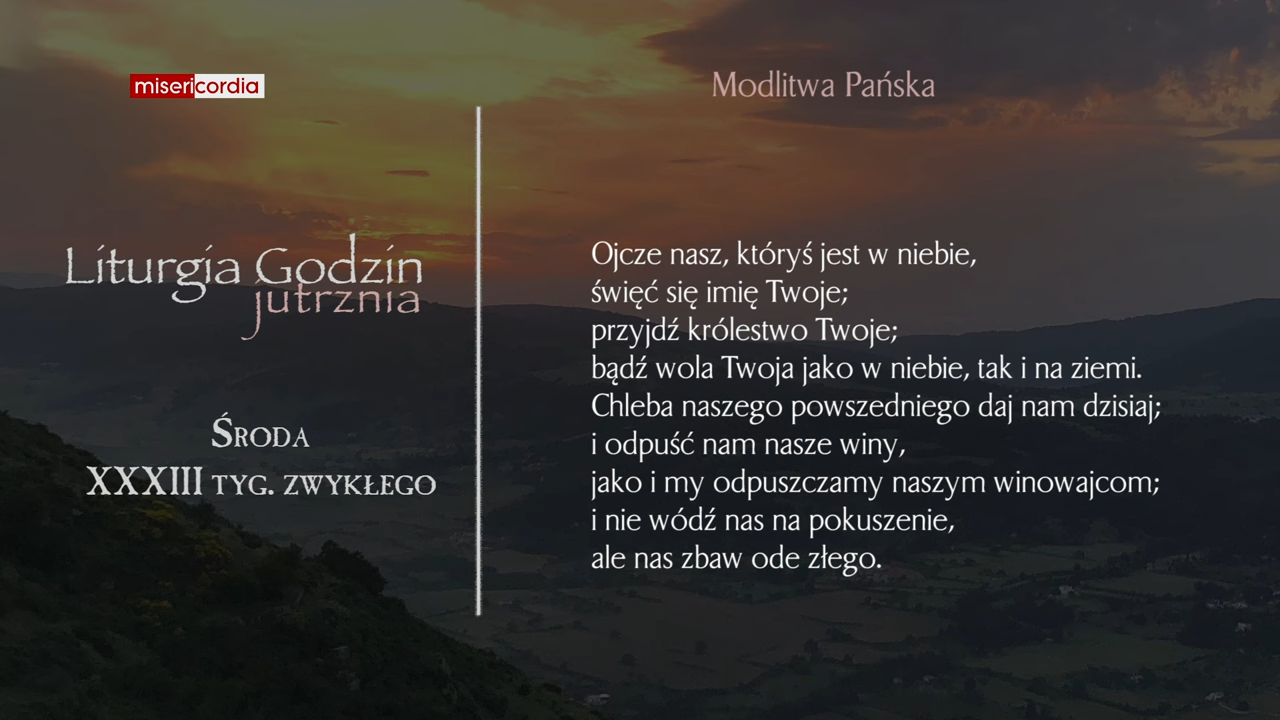 misericordia
Liturgia Godzin
jutrznia
Środa
XXXIII tyg. zwykłego
Modlitwa Pańska
Ojcze nasz, któryś jest w niebie,
święć się imię Twoje;
przyjdź królestwo Twoje;
bądź wola Twoja jako w niebie, tak i na ziemi.
Chleba naszego powszedniego daj nam dzisiaj;
i odpuść nam nasze winy,
jako i my odpuszczamy naszym winowajcom;
i nie wódź nas na pokuszenie,
ale nas zbaw ode złego.